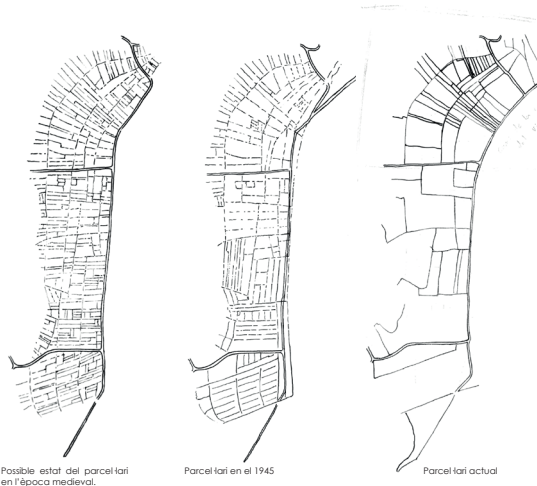 Possible estat del parcel·lari
en l'època medieval.
Parcel·lari en el 1945
Parcel·lari actual